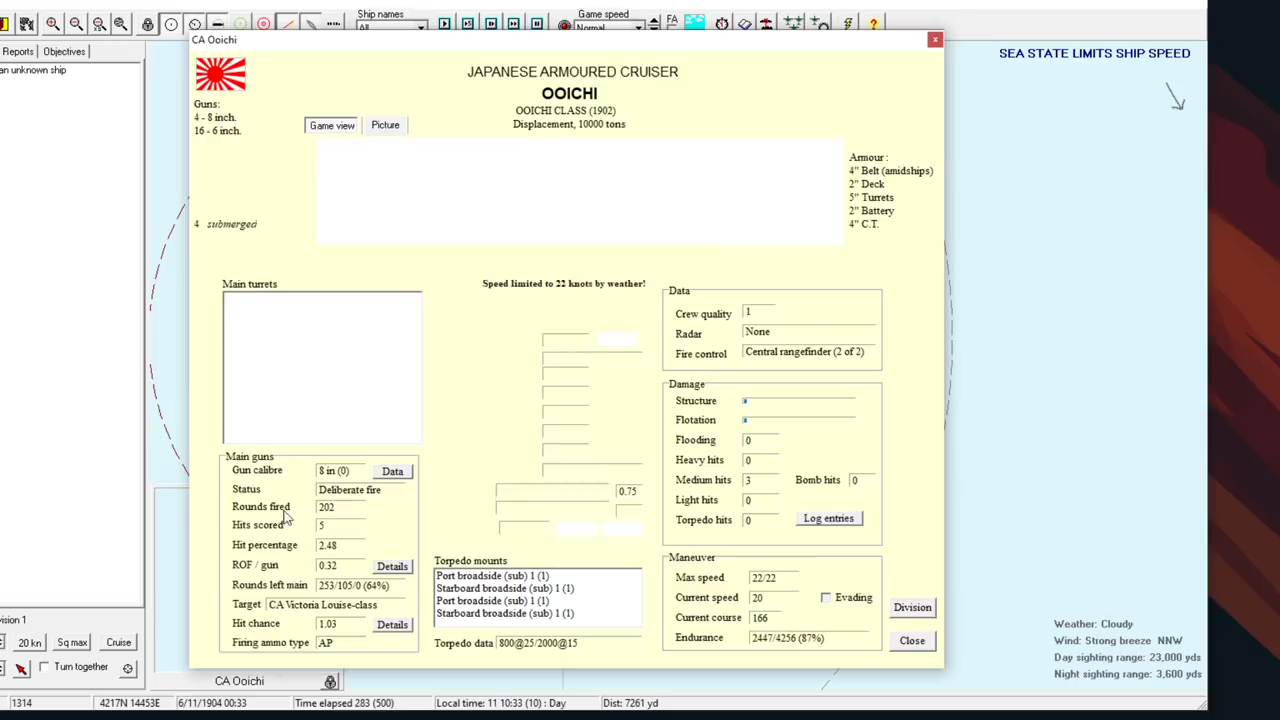 Ship names
All
Game speed
Normal
FA
CA Ooichi
Reports
Objectives
an unknown ship
SEA STATE LIMITS SHIP SPEED
JAPANESE ARMOURED CRUISER
OOICHI
OOICHI CLASS (1902)
Displacement, 10000 tons
Guns:
4 - 8 inch.
16 - 6 inch.
Game view
Picture
Armour :
4" Belt (amidships)
2" Deck
5" Turrets
2" Battery
4" C.T.
4 submerged
Main turrets
Speed limited to 22 knots by weather!
Data
Crew quality 1
Radar None
Fire control Central rangefinder (2 of 2)
Damage
Structure
Flotation
Flooding 0
Heavy hits 0
Medium hits 3 Bomb hits 0
Light hits 0
Torpedo hits 0 Log entries
0.75
Main guns
Gun calibre 8 in (0) Data
Status Deliberate fire
Rounds fired 202
Hits scored 5
Hit percentage 2.48
ROF / gun 0.32 Details
Rounds left main 253/105/0 (64%)
Target CA Victoria Louise-class
Hit chance 1.03 Details
Firing ammo type AP
Torpedo mounts
Port broadside (sub) 1 (1)
Starboard broadside (sub) 1 (1)
Port broadside (sub) 1 (1)
Starboard broadside (sub) 1 (1)
Torpedo data 800@25/2000@15
Maneuver
Max speed 22/22
Current speed 20 Evading
Current course 166
Endurance 2447/4256 (87%)
Division
Close
vision 1
20 kn
Sq max
Cruise
Turn together
CA Ooichi
Weather: Cloudy
Wind: Strong breeze NNW
Day sighting range: 23,000 yds
Night sighting range: 3,600 yds
1314
4217N 14453E
6/11/1904 00:33
Time elapsed 283 (500)
Local time: 11 10:33 (10) : Day
Dist: 7261 yd